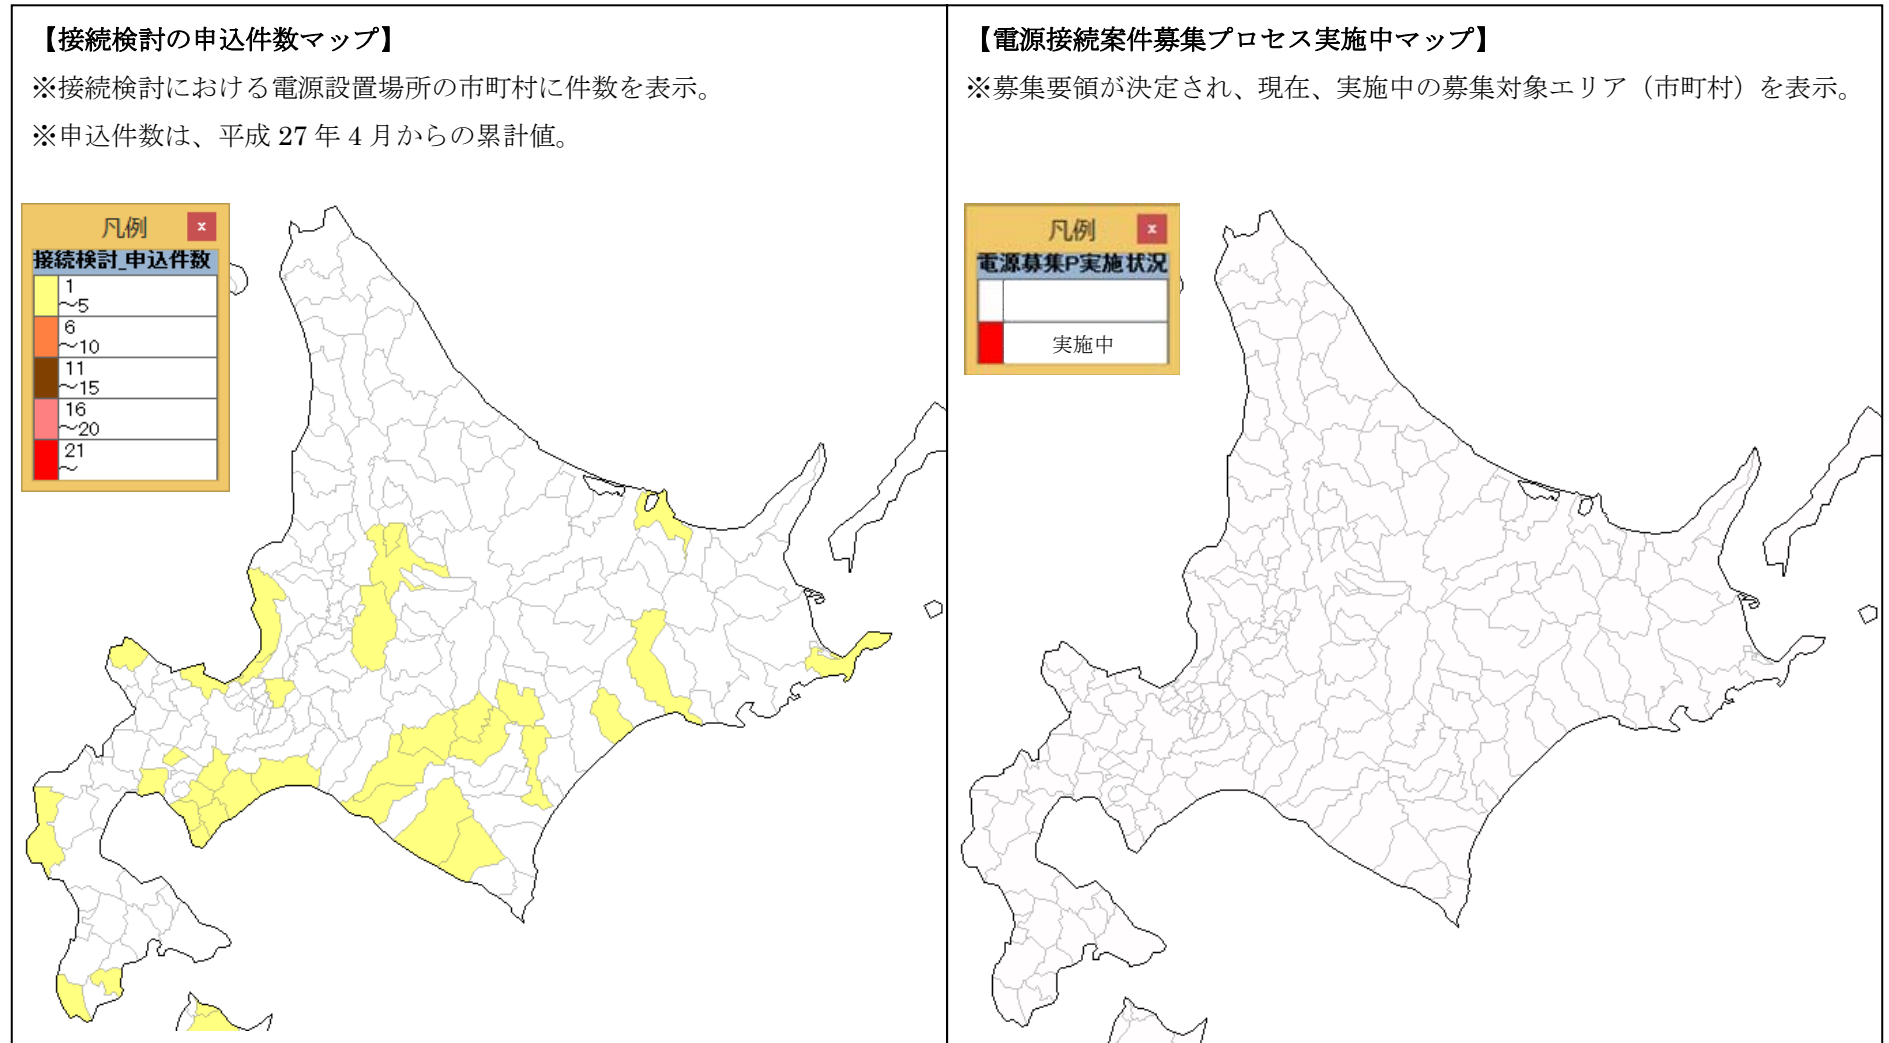 【接続検討の申込件数マップ】
※接続検討における電源設置場所の市町村に件数を表示。
※申込件数は、平成 27 年 4 月からの累計値。
凡例
x
接続検討_申込件数
1
～5
6
～10
11
～15
16
～20
21
～
【電源接続案件募集プロセス実施中マップ】
※募集要領が決定され、現在、実施中の募集対象エリア（市町村）を表示。
凡例
x
電源募集P実施状況
実施中